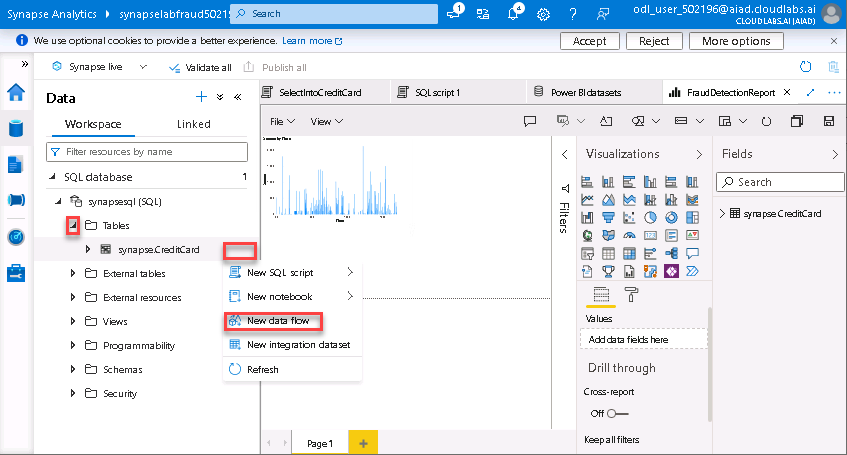 Synapse Analytics
synapselabfraud5021
Search
1
4
odl_user_502196@aiad.cloudlabs.ai
CLOUDLABS.AI (AIAD)
We use optional cookies to provide a better experience. Learn more
Accept
Reject
More options
Synapse live
Validate all
Publish all
Data
Workspace
Linked
Filter resources by name
SQL database
1
synapsesql (SQL)
Tables
synapse.CreditCard
External tables
External resources
Views
Programmability
Schemas
Security
New SQL script
New notebook
New data flow
New integration dataset
Refresh
SelectIntoCreditCard
SQL script 1
Power BI datasets
FraudDetectionReport
File
View
Page 1
Filters
Visualizations
Values
Add data fields here
Drill through
Cross-report
Off
Keep all filters
Fields
Search
synapse CreditCard